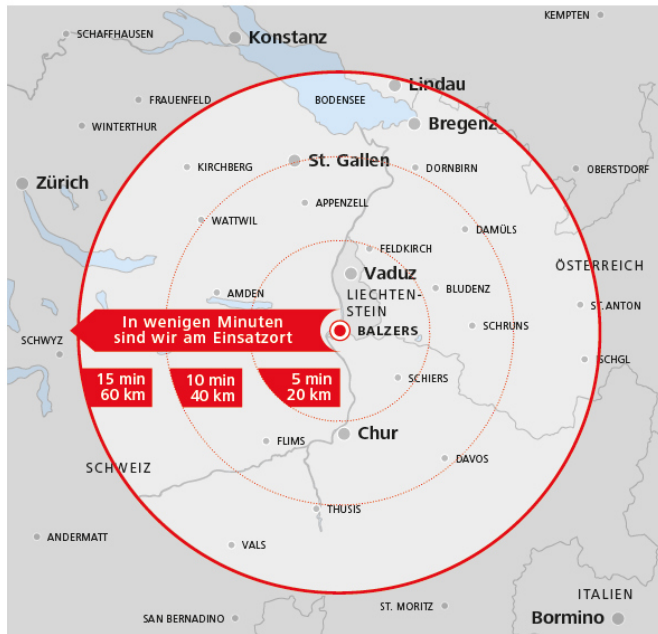 KEMPTEN
SCHAFFHAUSEN
Konstanz
Lindau
FRAUENFELD
BODENSEE
WINTERTHUR
Bregenz
KIRCHBERG
St. Gallen
DORNBIRN
OBERSTDORF
Zürich
APPENZELL
WATTWIL
DAMÜLS
FELDKIRCH
ÖSTERREICH
Vaduz
AMDEN
LIECHTEN-
STEIN
BLUDENZ
ST. ANTON
In wenigen Minuten
sind wir am Einsatzort
BALZERS
SCHRUNS
SCHWYZ
ISCHGL
15 min
60 km
10 min
40 km
5 min
20 km
SCHIERS
Chur
FLIMS
SCHWEIZ
DAVOS
THUSIS
ANDERMATT
VALS
ITALIEN
ST. MORITZ
SAN BERNADINO
Bormino